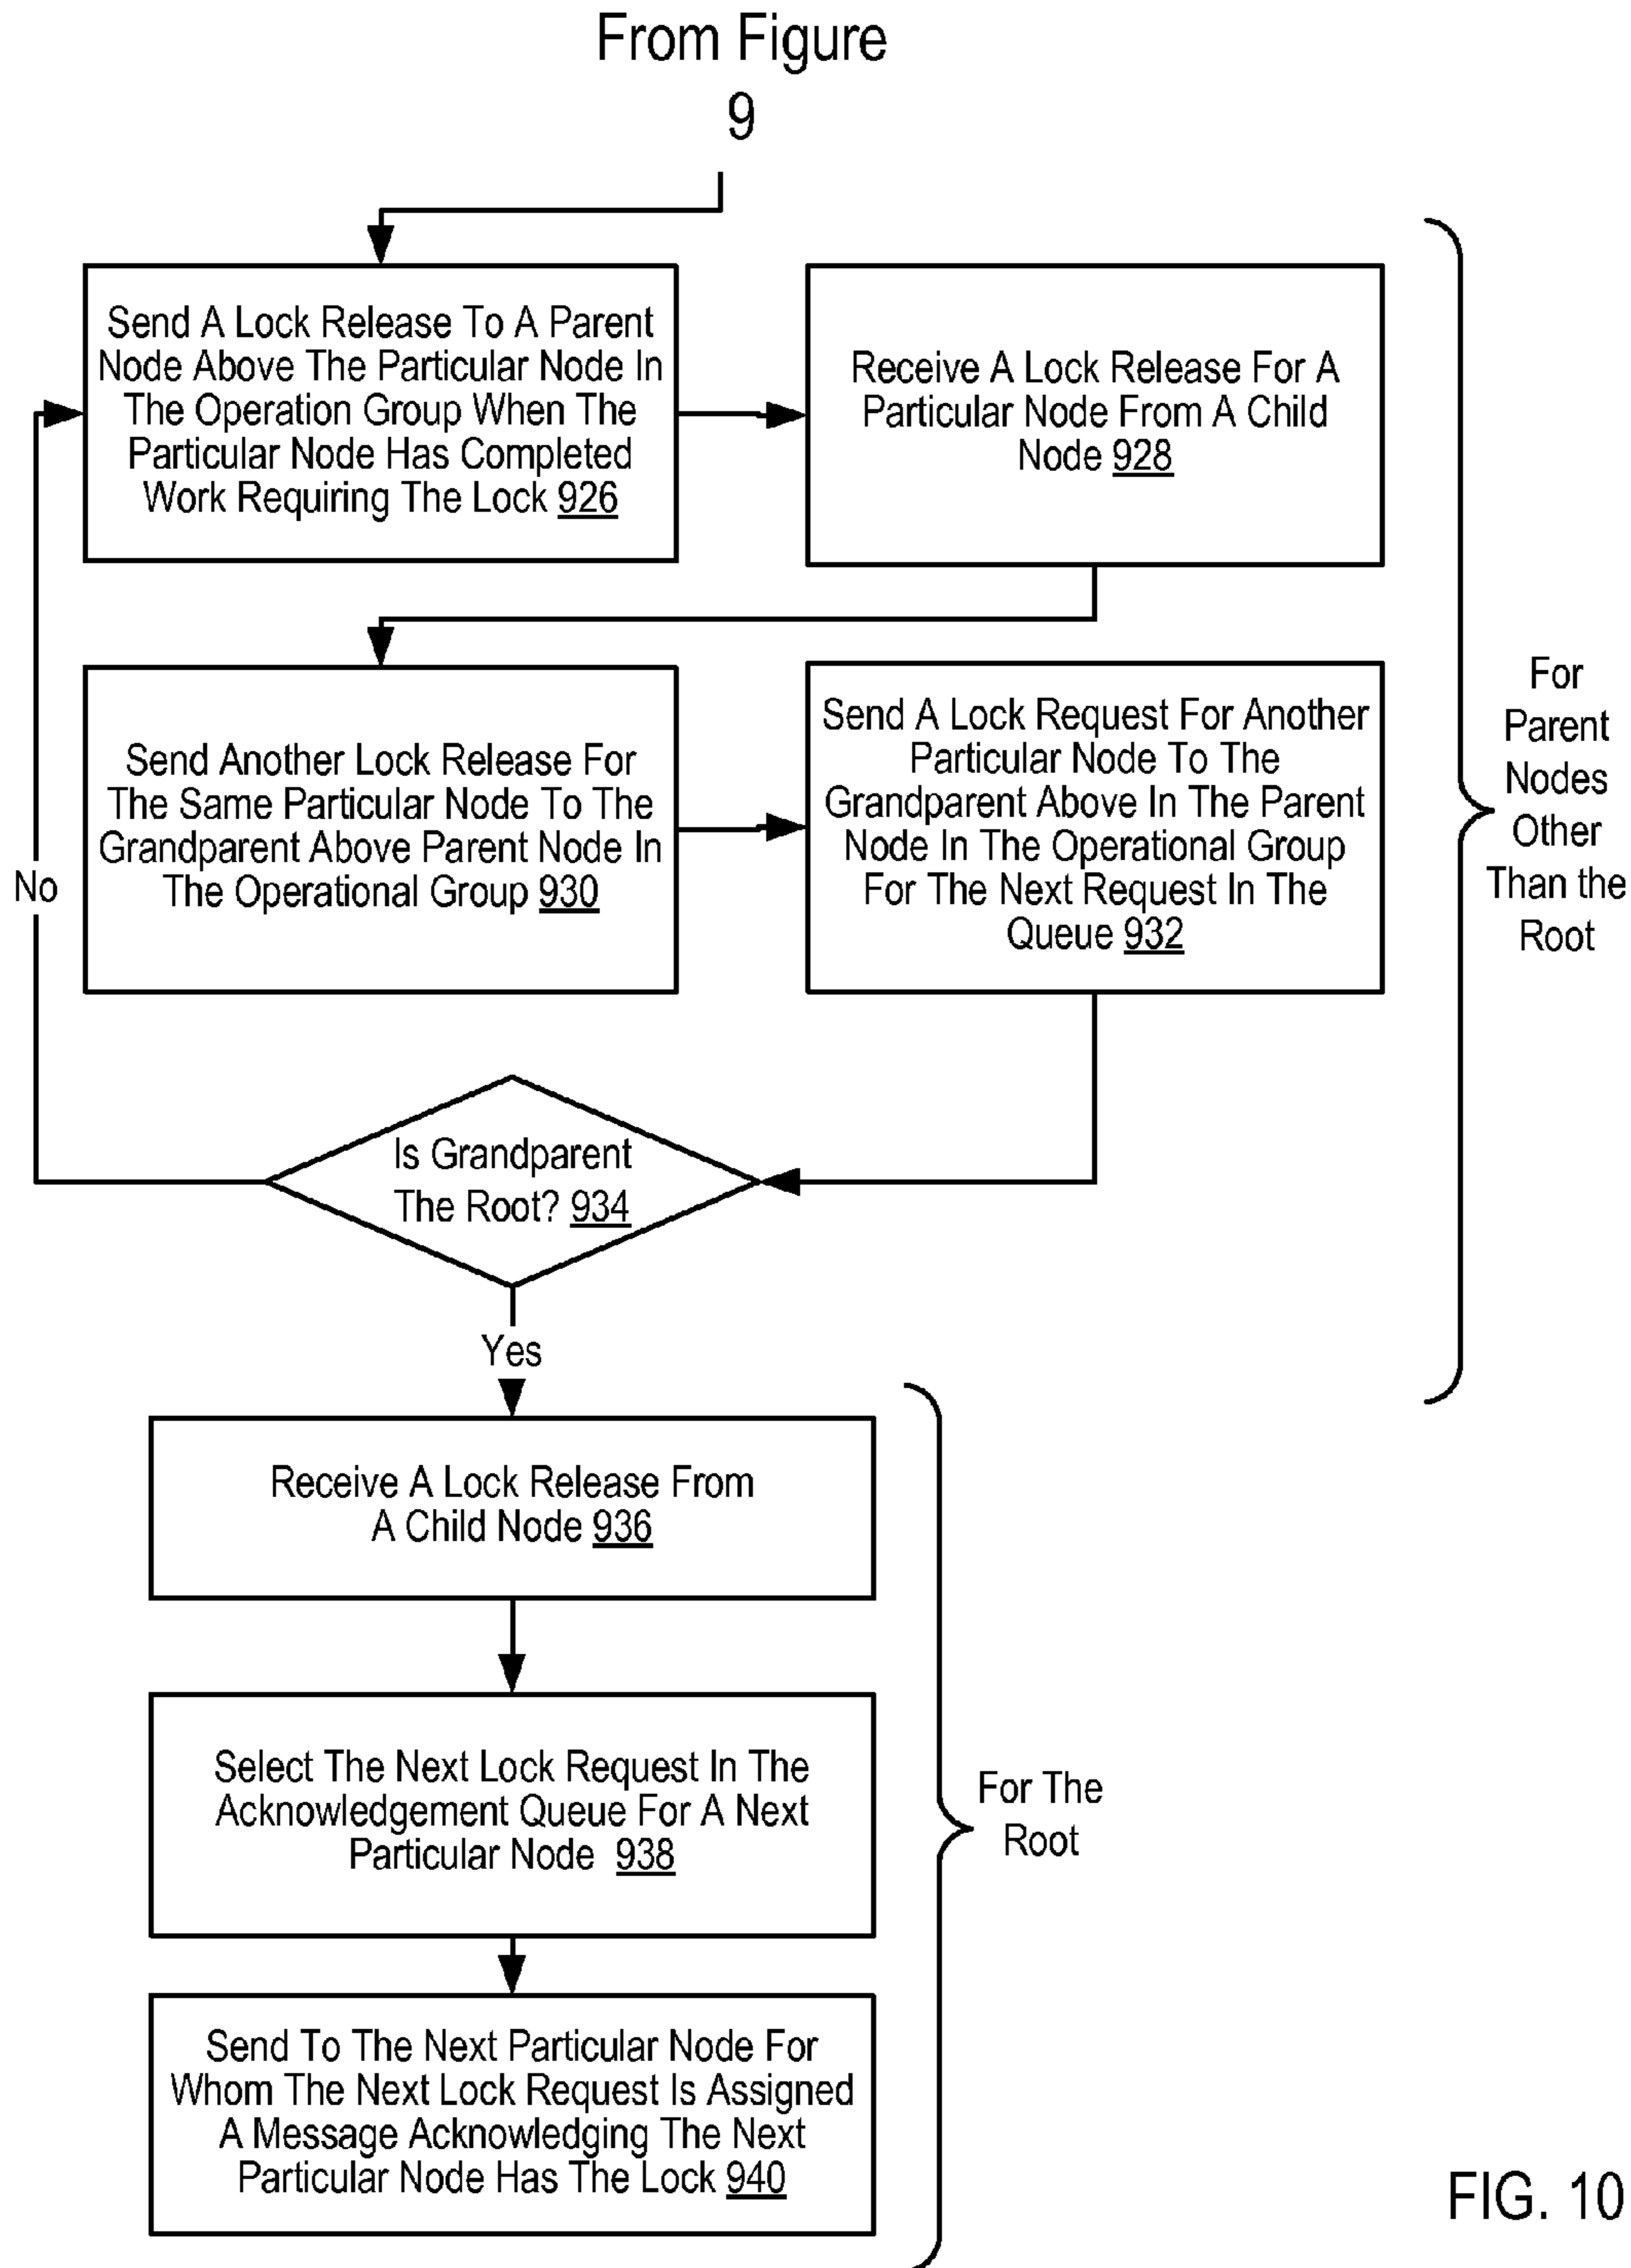 From Figure
9
Send A Lock Release To A Parent
Node Above The Particular Node In
The Operation Group When The
Particular Node Has Completed
Work Requiring The Lock 926
Receive A Lock Release For A
Particular Node From A Child
Node 928
Send Another Lock Release For
The Same Particular Node To The
Grandparent Above Parent Node In
The Operational Group 930
Send A Lock Request For Another
Particular Node To The
Grandparent Above In The Parent
Node In The Operational Group
For The Next Request In The
Queue 932
For
Parent
Nodes
Other
Than the
Root
No
Is Grandparent
The Root? 934
Yes
Receive A Lock Release From
A Child Node 936
Select The Next Lock Request In The
Acknowledgement Queue For A Next
Particular Node 938
For The
Root
Send To The Next Particular Node For
Whom The Next Lock Request Is Assigned
A Message Acknowledging The Next
Particular Node Has The Lock 940
FIG. 10